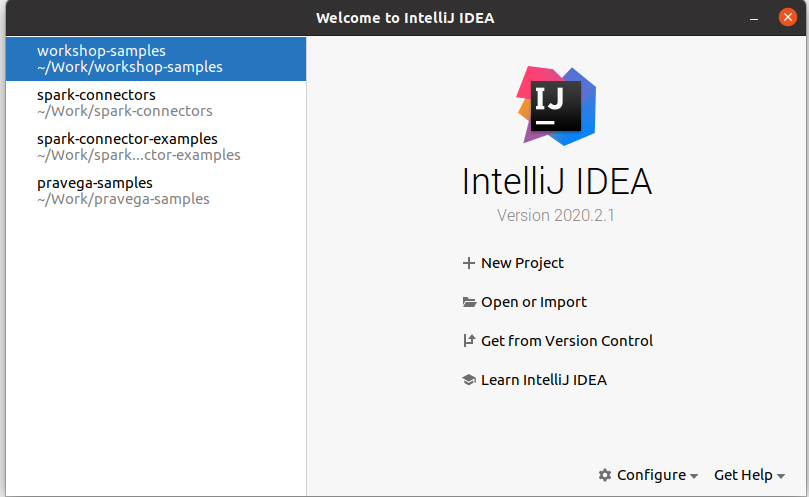 Welcome to IntelliJ IDEA
workshop-samples
~/Work/workshop-samples
spark-connectors
~/Work/spark-connectors
spark-connector-examples
~/Work/spark...ctor-examples
pravega-samples
~/Work/pravega-samples
IJ
IntelliJ IDEA
Version 2020.2.1
New Project
Open or Import
Get from Version Control
Learn IntelliJ IDEA
Configure
Get Help